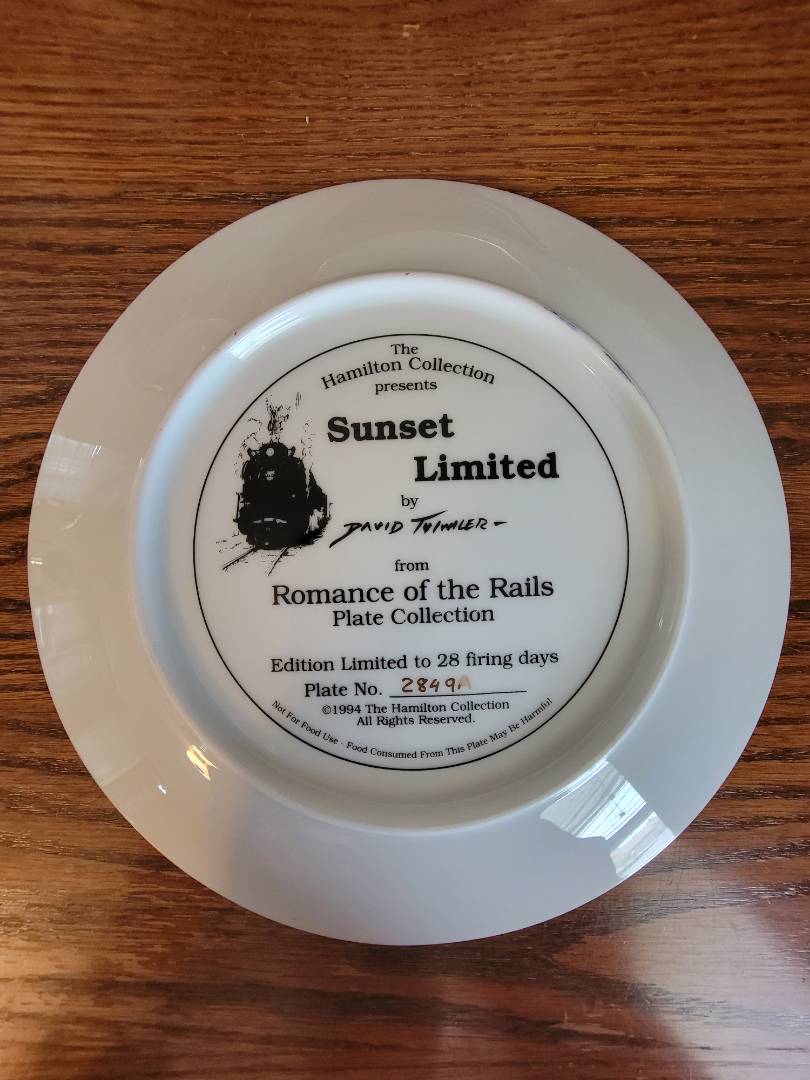 The
Hamilton Collection
presents
Sunset
Limited
by
DAVID TUTWILER
from
Romance of the Rails
Plate Collection
Edition Limited to 28 firing days
Plate No. 2849A
©1994 The Hamilton Collection
All Rights Reserved.
Not For Food Use - Food Consumed From This Plate May Be Harmful